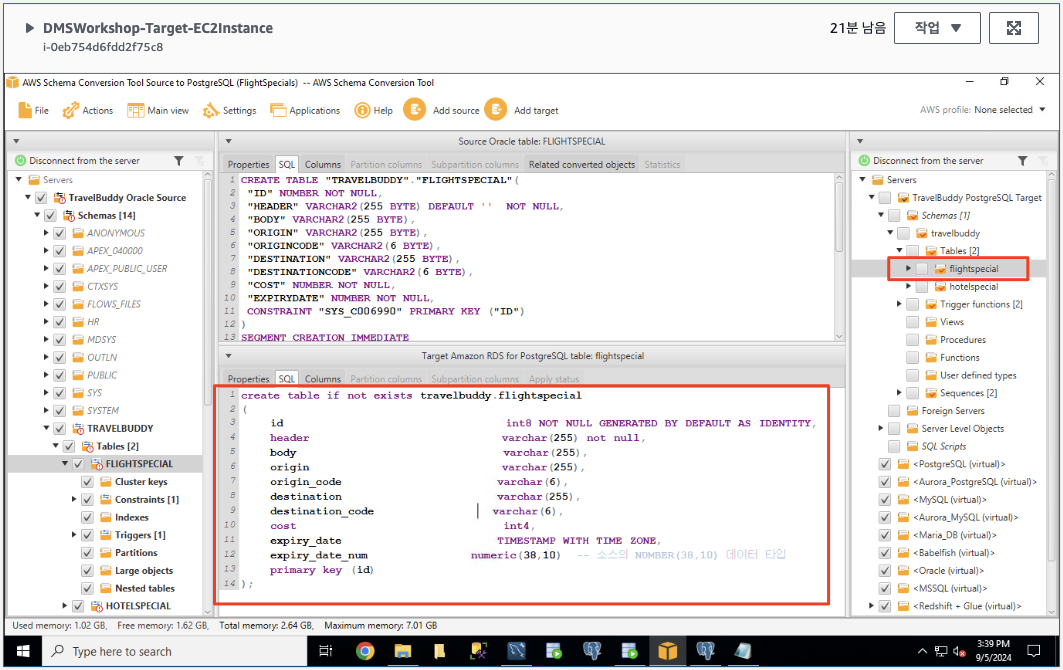 DMSWorkshop-Target-EC2Instance
i-0eb754d6fdd2f75c8
21분 남음
작업
AWS Schema Conversion Tool Source to PostgreSQL (FlightSpecials) -- AWS Schema Conversion Tool
File Actions Main view Settings Applications Help Add source Add target
AWS profile: None selected
Disconnect from the server
Servers
TravelBuddy Oracle Source
Schemas [14]
ANONYMOUS
APEX_040000
APEX_PUBLIC_USER
CTXSYS
FLOWS_FILES
HR
MDSYS
OUTLN
PUBLIC
SYS
SYSTEM
TRAVELBUDDY
Tables [2]
FLIGHTSPECIAL
Cluster keys
Constraints [1]
Indexes
Triggers [1]
Partitions
Large objects
Nested tables
HOTELSPECIAL
Source Oracle table: FLIGHTSPECIAL
Properties SQL Columns Partition columns Subpartition columns Related converted objects Statistics
1 CREATE TABLE "TRAVELBUDDY"."FLIGHTSPECIAL"(
2 "ID" NUMBER NOT NULL,
3 "HEADER" VARCHAR2(255 BYTE) DEFAULT '' NOT NULL,
4 "BODY" VARCHAR2(255 BYTE),
5 "ORIGIN" VARCHAR2(255 BYTE),
6 "ORIGINCODE" VARCHAR2(6 BYTE),
7 "DESTINATION" VARCHAR2(255 BYTE),
8 "DESTINATIONCODE" VARCHAR2(6 BYTE),
9 "COST" NUMBER NOT NULL,
10 "EXPIRYDATE" NUMBER NOT NULL,
11 CONSTRAINT "SYS_C006990" PRIMARY KEY ("ID")
12 )
13 SEGMENT CREATION IMMEDIATE
Target Amazon RDS for PostgreSQL table: flightspecial
Properties SQL Columns Partition columns Subpartition columns Apply status
1 create table if not exists travelbuddy.flightspecial
2 (
3 id int8 NOT NULL GENERATED BY DEFAULT AS IDENTITY,
4 header varchar(255) not null,
5 body varchar(255),
6 origin varchar(255),
7 origin_code varchar(6),
8 destination varchar(255),
9 destination_code varchar(6),
10 cost int4,
11 expiry_date TIMESTAMP WITH TIME ZONE,
12 expiry_date_num numeric(38,10) -- 소스의 NUMBER(38,10) 데이터 타입
13 primary key (id)
14 );
Disconnect from the server
Servers
TravelBuddy PostgreSQL Target
Schemas [1]
travelbuddy
Tables [2]
flightspecial
hotelspecial
Trigger functions [2]
Views
Procedures
Functions
User defined types
Sequences [2]
Foreign Servers
Server Level Objects
SQL Scripts
<PostgreSQL (virtual)>
<Aurora_PostgreSQL (virtual)>
<MySQL (virtual)>
<Aurora_MySQL (virtual)>
<Maria_DB (virtual)>
<Babelfish (virtual)>
<Oracle (virtual)>
<MSSQL (virtual)>
<Redshift + Glue (virtual)>
Used memory: 1.02 GB, Free memory: 1.62 GB, Total memory: 2.64 GB, Maximum memory: 7.01 GB
Type here to search
3:39 PM
9/5/2024